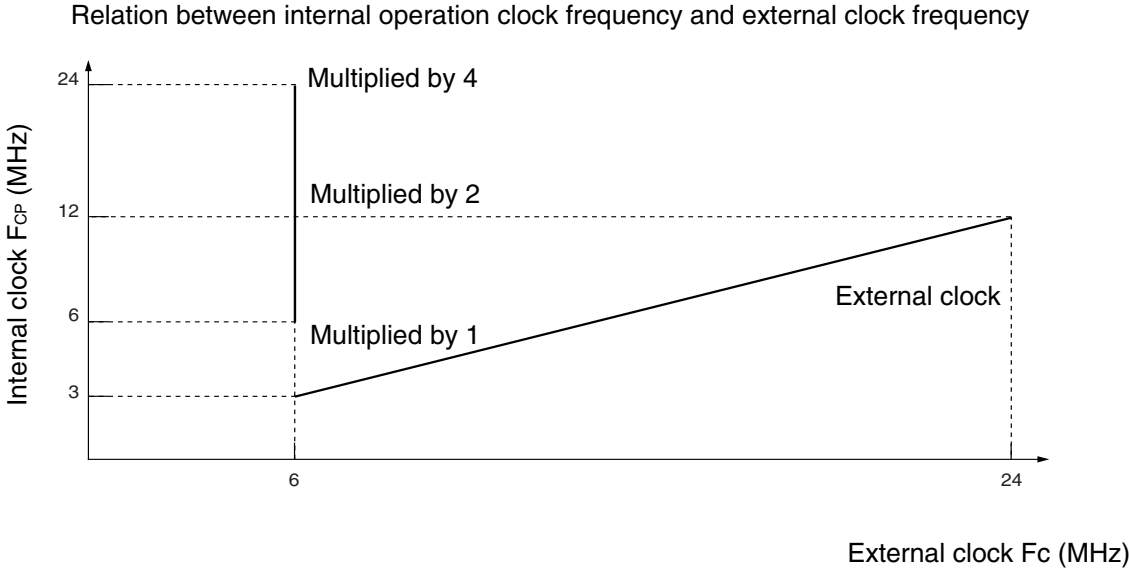 Relation between internal operation clock frequency and external clock frequency
Internal clock FCP (MHz)
24
Multiplied by 4
12
Multiplied by 2
External clock
6
Multiplied by 1
3
6
24
External clock Fc (MHz)